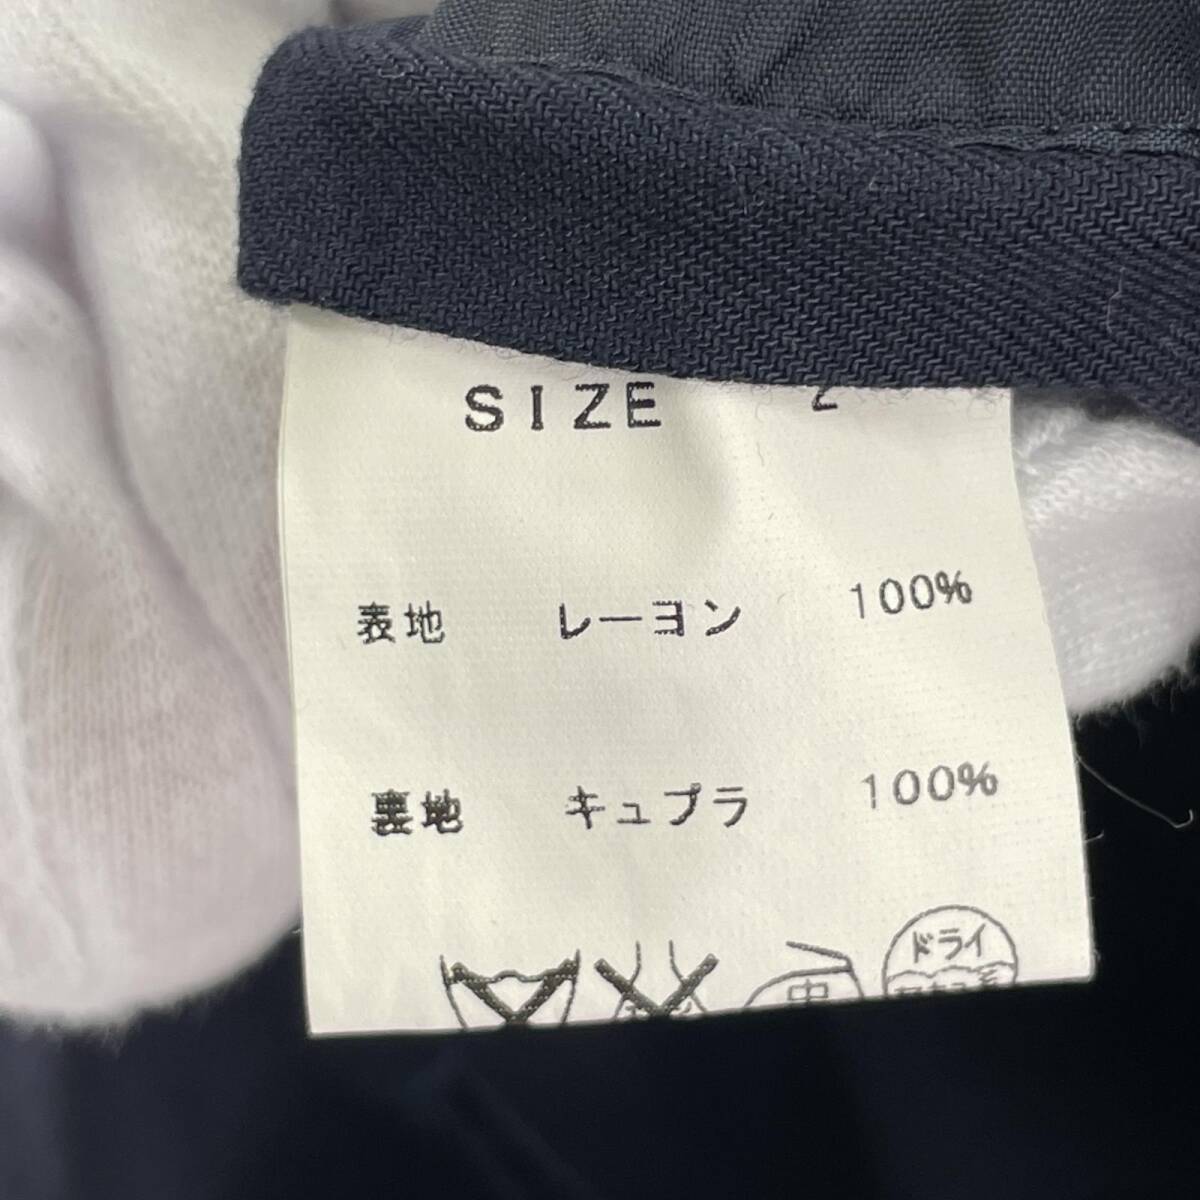 SIZE 2
表地 レーヨン 100%
裏地 キュプラ 100%
中
ドライ